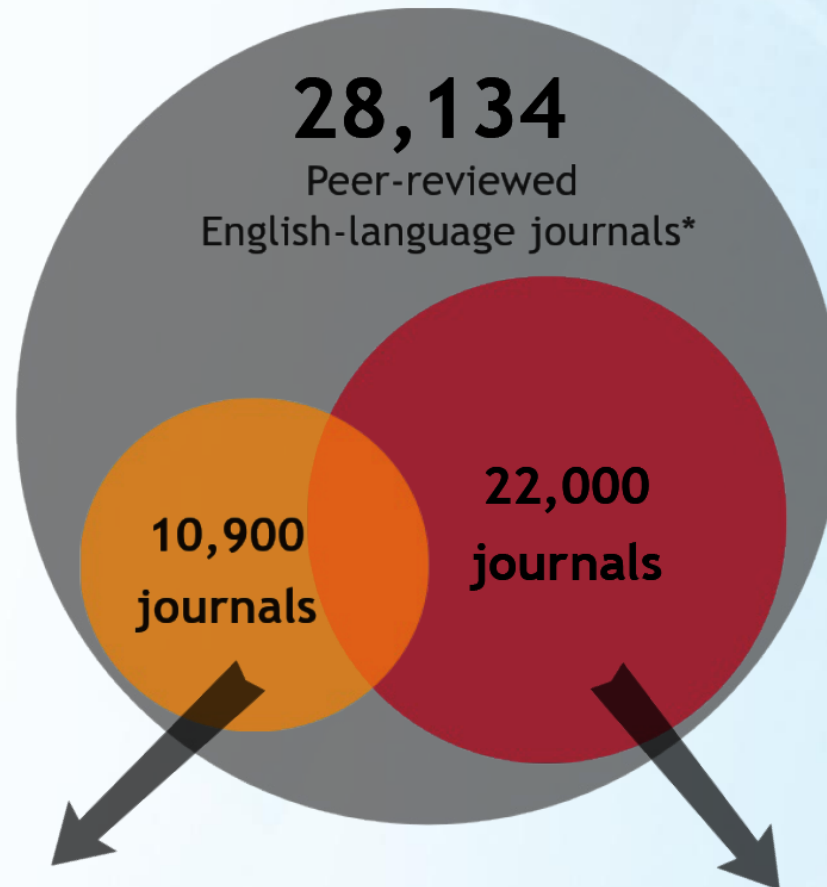 28,134
Peer-reviewed
English-language journals*
22,000
journals
10,900
journals